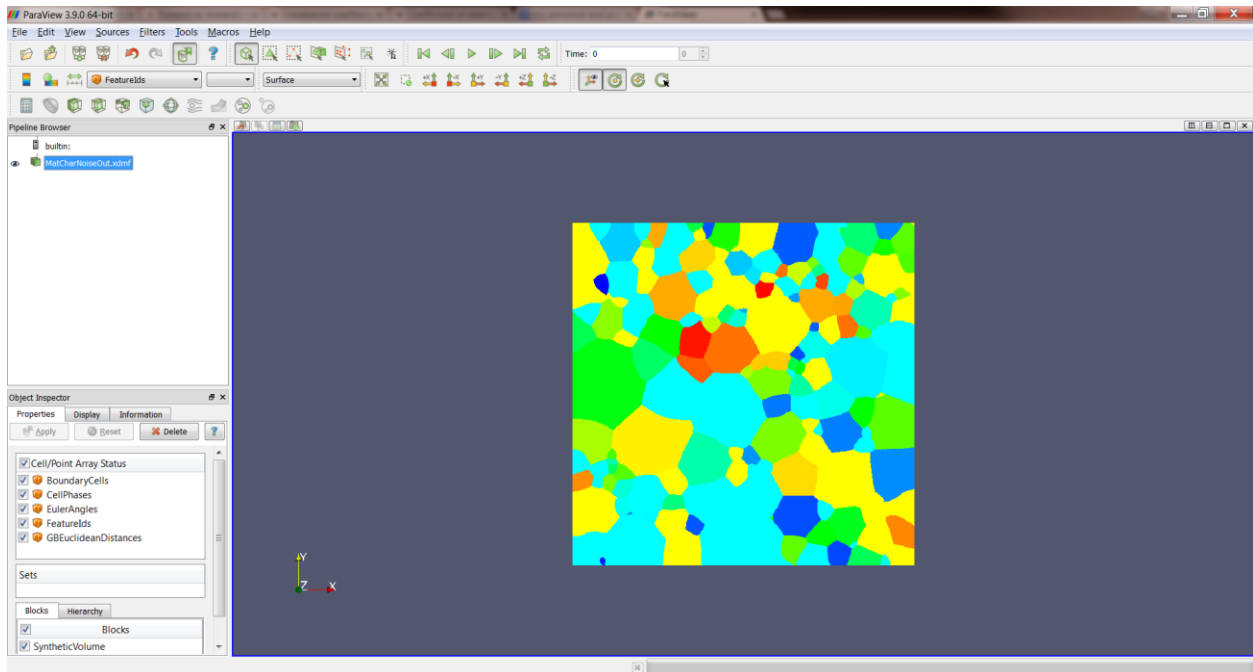 ParaView 3.9.0 64-bit
File Edit View Sources Filters Tools Macros Help
Time: 0 0
FeatureIds Surface
Pipeline Browser
builtin:
MatCharNoiseOut.xdmf
Object Inspector
Properties Display Information
Apply Reset Delete ?
Cell/Point Array Status
BoundaryCells
CellPhases
EulerAngles
FeatureIds
GBEuclideanDistances
Sets
Blocks Hierarchy
Blocks
SyntheticVolume
Y
Z X